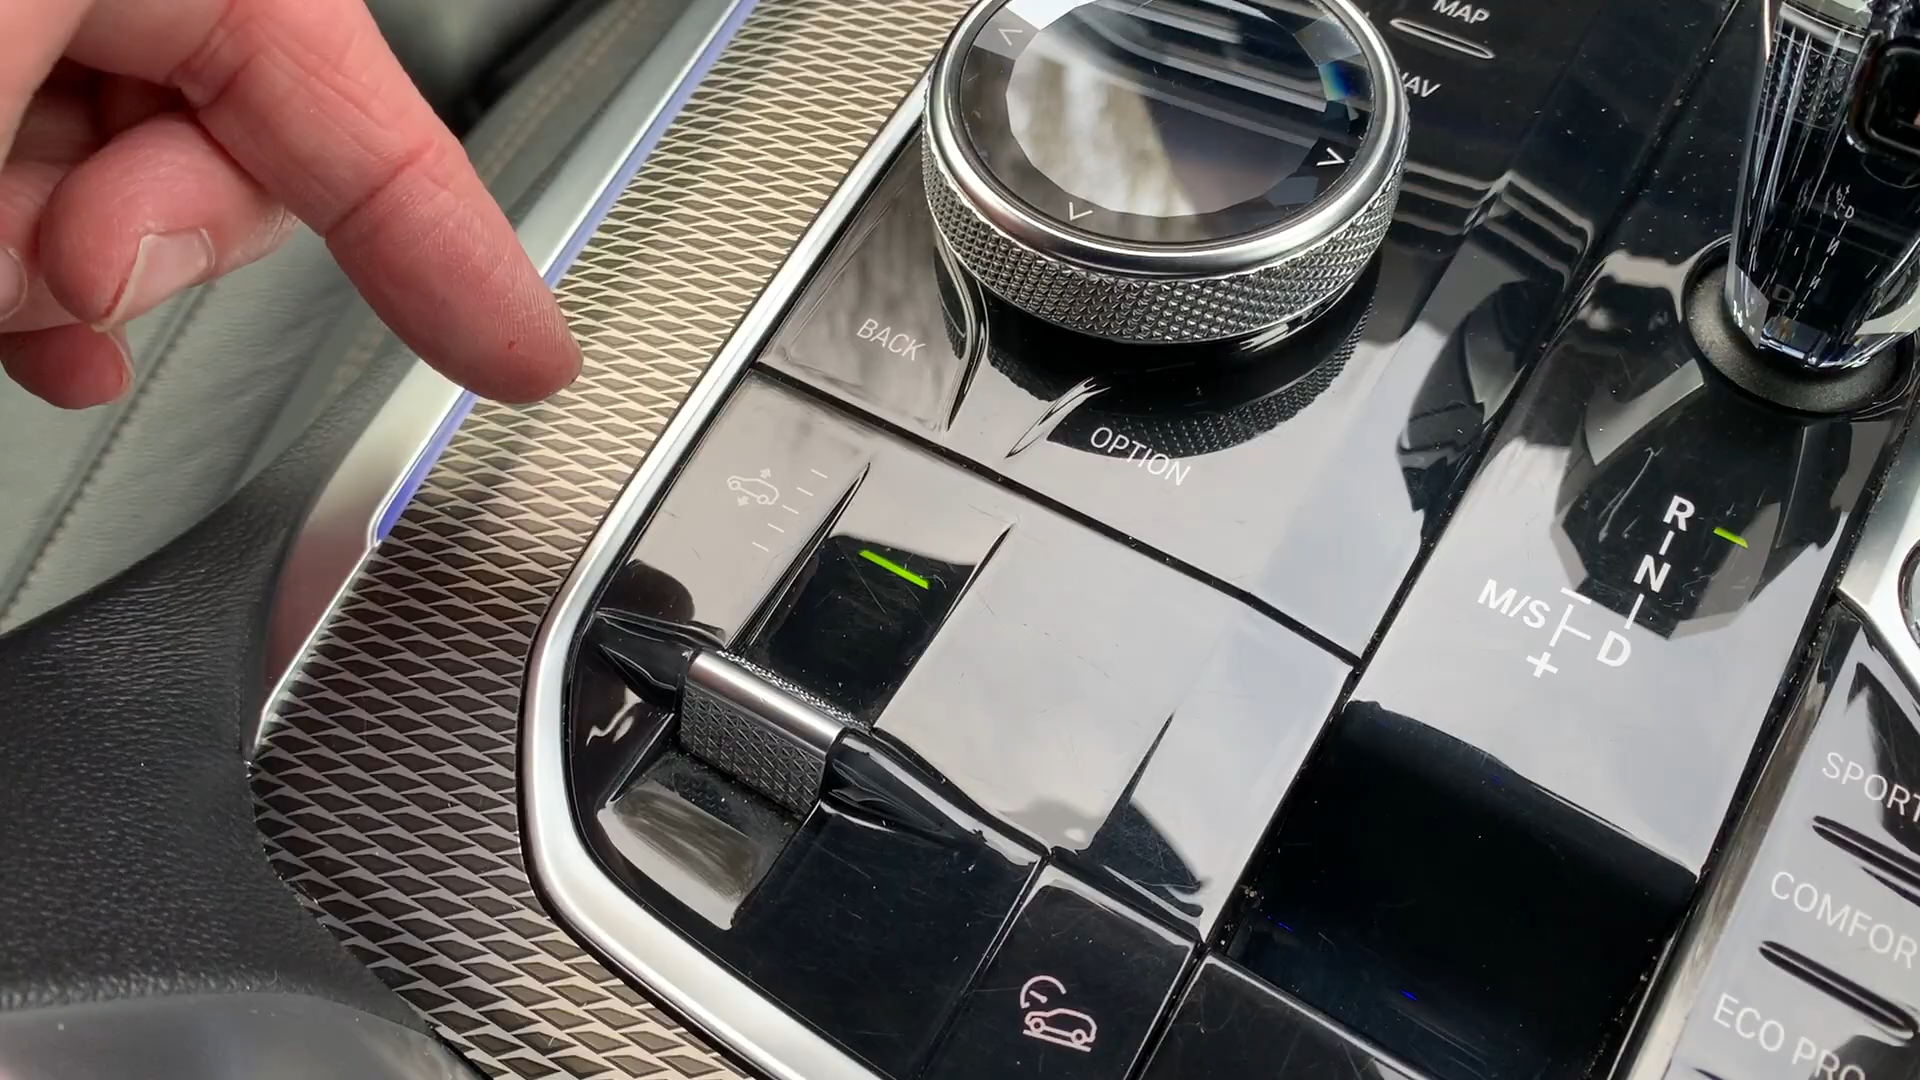 MAP
NAV
BACK
OPTION
R
N
M/S
D
+
SPORT
COMFOR
ECO PRO